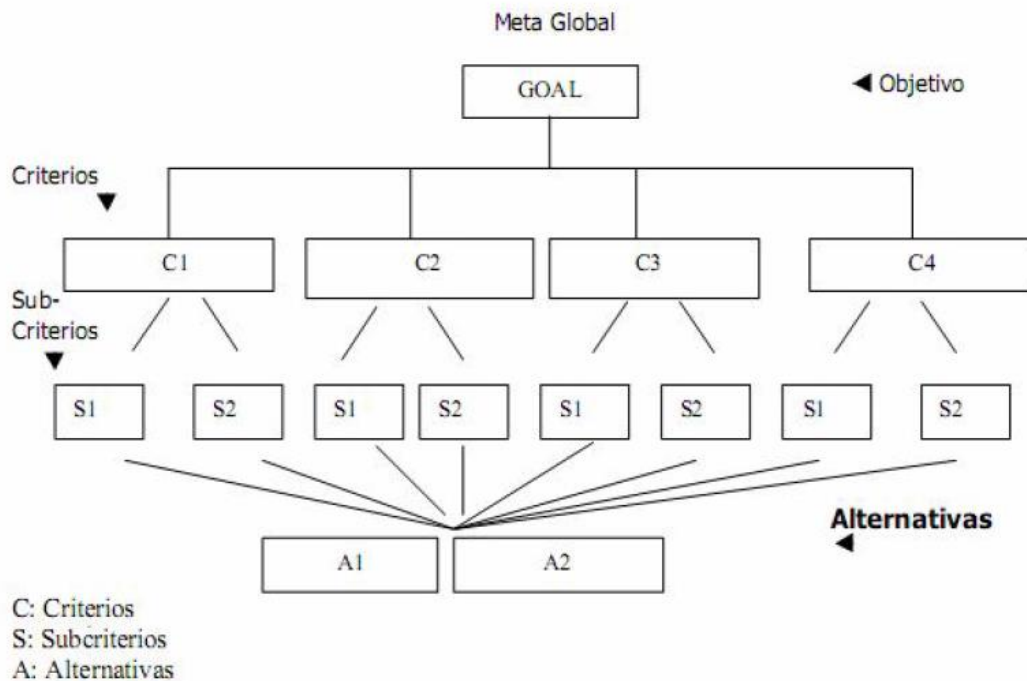 Meta Global
GOAL
Objetivo
Criterios
C1
C2
C3
C4
Sub-
Criterios
S1
S2
S1
S2
S1
S2
S1
S2
Alternativas
A1
A2
C: Criterios
S: Subcriterios
A: Alternativas